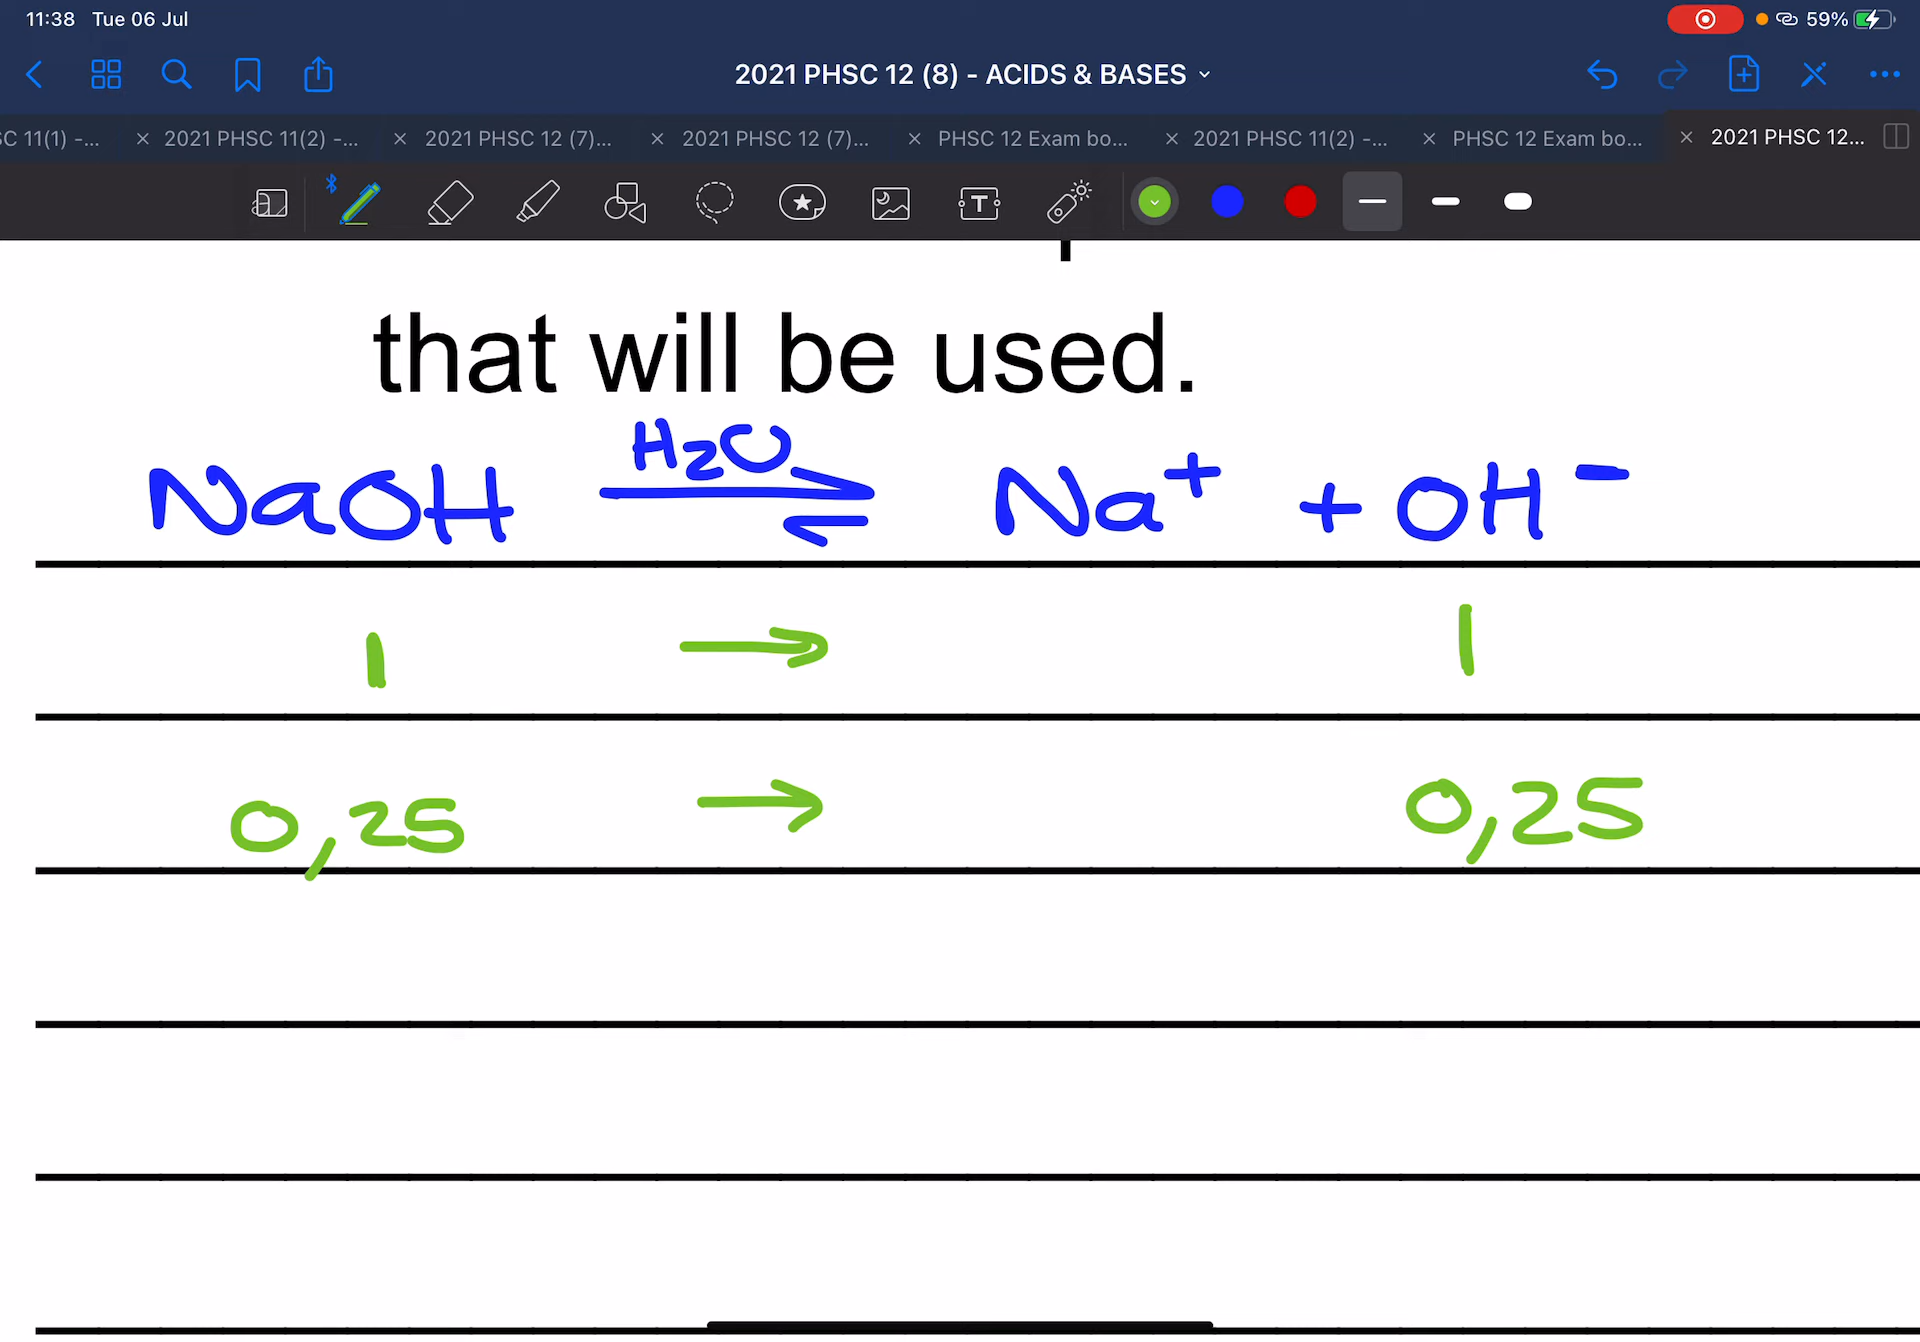 11:38 Tue 06 Jul 59%
2021 PHSC 12 (8) - ACIDS & BASES
SC 11(1) -... 2021 PHSC 11(2) -... 2021 PHSC 12 (7)... 2021 PHSC 12 (7)... PHSC 12 Exam bo... 2021 PHSC 11(2) -... PHSC 12 Exam bo... 2021 PHSC 12...
that will be used.
H2O
NaOH ⇌ Na⁺ + OH⁻
1 → 1
0,25 → 0,25